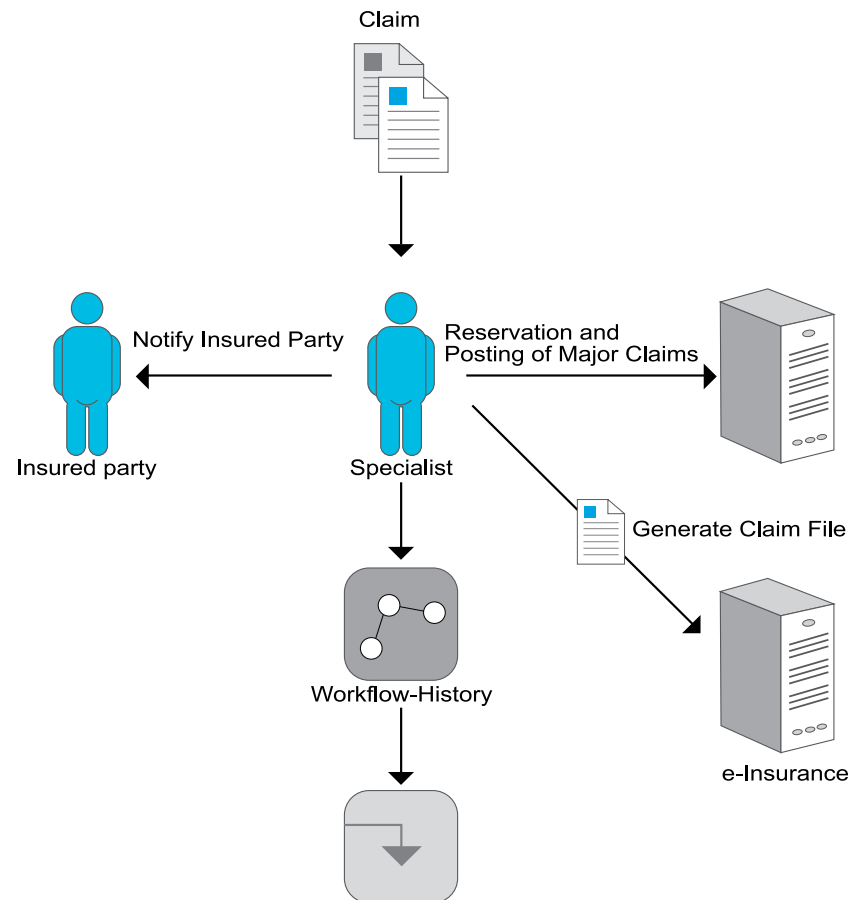 Claim
Notify Insured Party
Reservation and
Posting of Major Claims
Insured party
Specialist
Generate Claim File
Workflow-History
e-Insurance